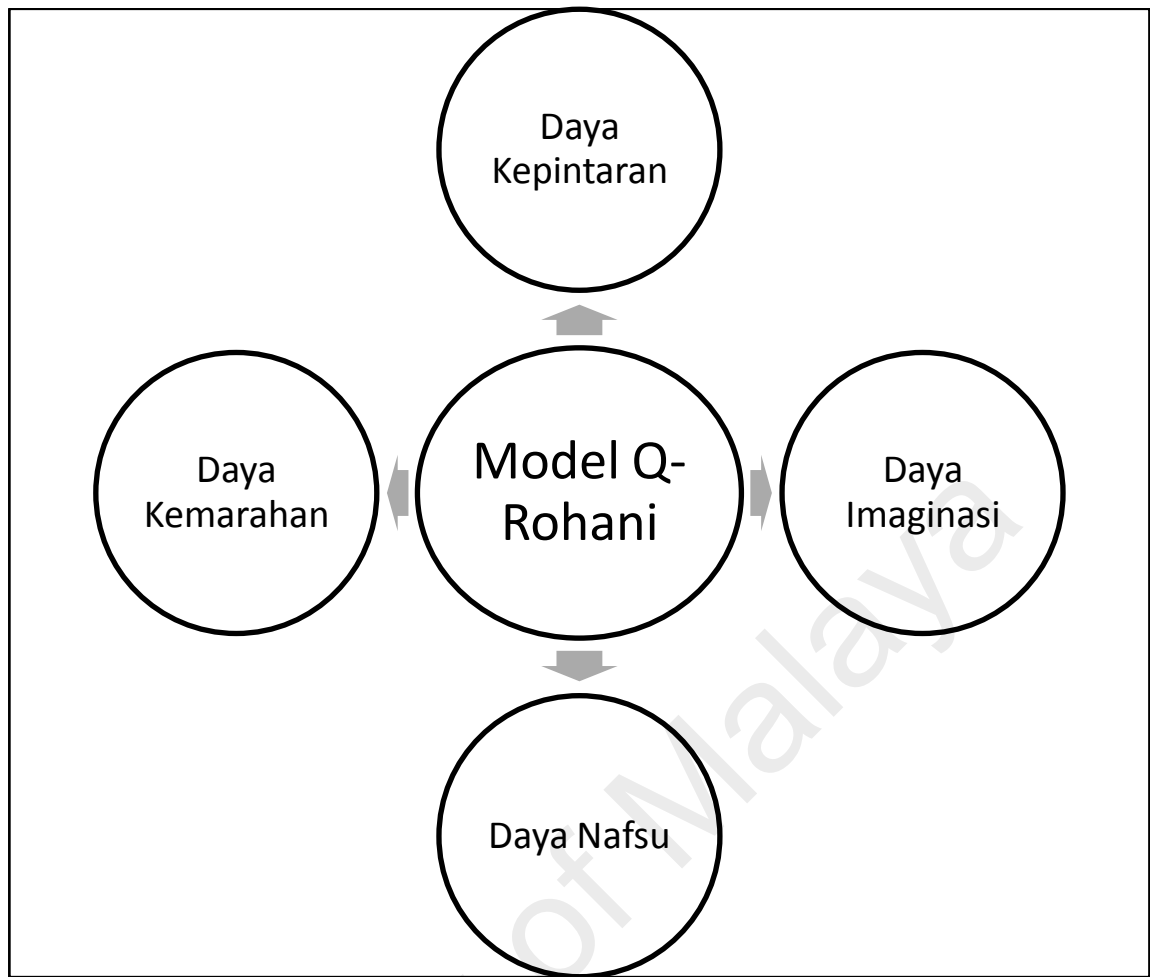 Daya
Kepintaran
Daya
Kemarahan
Model Q-
Rohani
Daya
Imaginasi
Daya Nafsu
of Malaya